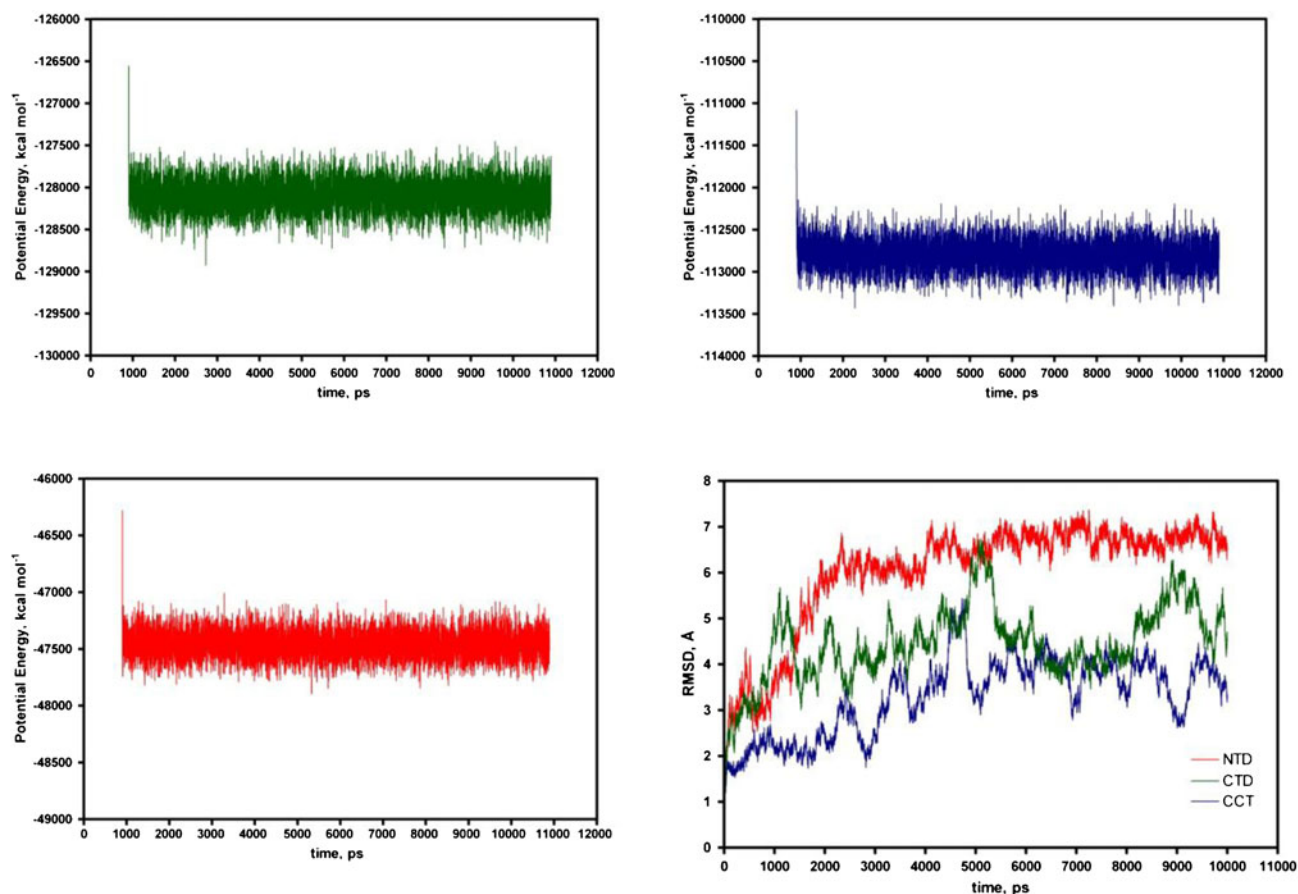 -126000
-126500
-127000
-127500
-128000
-128500
-129000
-129500
-130000
Potential Energy, kcal mol-1
0 1000 2000 3000 4000 5000 6000 7000 8000 9000 10000 11000 12000
time, ps
-110000
-110500
-111000
-111500
-112000
-112500
-113000
-113500
-114000
Potential Energy, kcal mol-1
0 1000 2000 3000 4000 5000 6000 7000 8000 9000 10000 11000 12000
time, ps
-46000
-46500
-47000
-47500
-48000
-48500
-49000
Potential Energy, kcal mol-1
0 1000 2000 3000 4000 5000 6000 7000 8000 9000 10000 11000 12000
time, ps
8
7
6
5
4
3
2
1
0
RMSD, Å
NTD
CTD
CCT
0 1000 2000 3000 4000 5000 6000 7000 8000 9000 10000 11000
time, ps